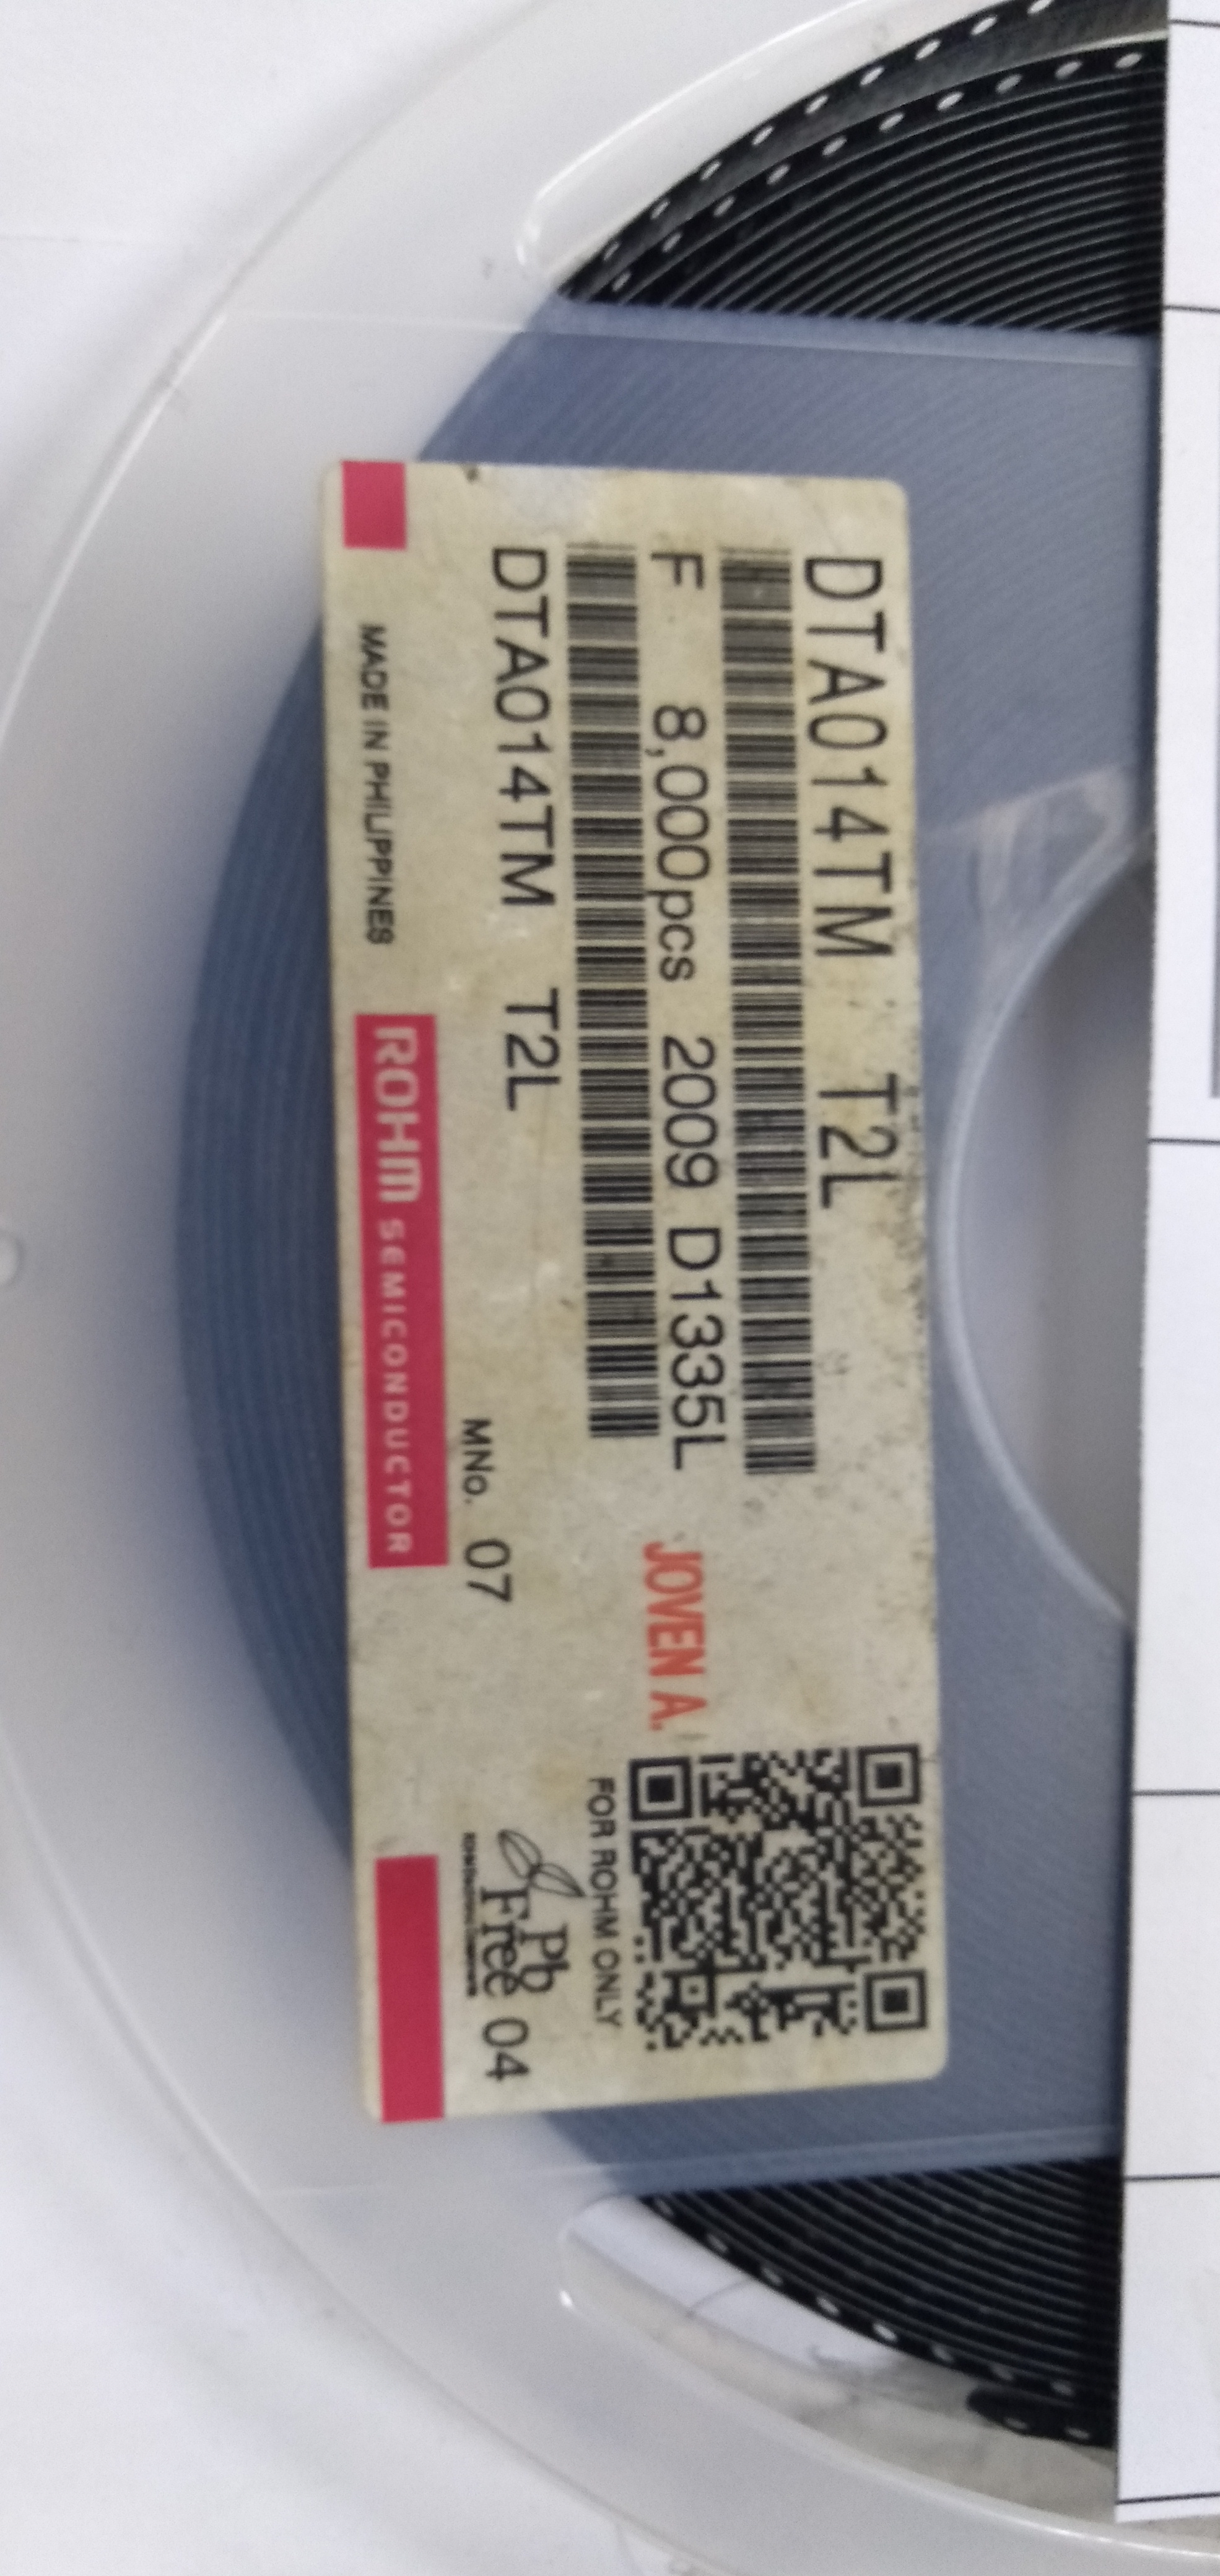 DTA014TM T2L
F 8,000pcs 2009 D1335L
JOVEN A.
DTA014TM T2L
FOR ROHM ONLY
MNo. 07
Pb
Free 04
MADE IN PHILIPPINES
ROHM SEMICONDUCTOR